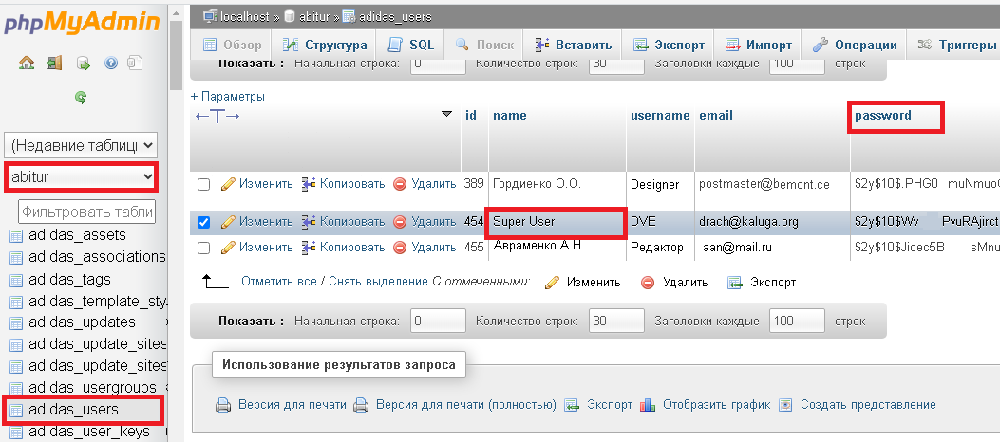 phpMyAdmin
(Недавние таблиц
abitur
Фильтровать табли
adidas_assets
adidas_associations
adidas_tags
adidas_template_sty
adidas_updates
adidas_update_sites
adidas_update_sites
adidas_usergroups
adidas_users
adidas_user_keys
localhost » abitur » adidas_users
Обзор Структура SQL Поиск Вставить Экспорт Импорт Операции Триггеры
Показать : Начальная строка: 0 Количество строк: 30 Заголовки каждые 100 строк
+ Параметры
←T→ id name username email password
Изменить Копировать Удалить 389 Гордиенко О.О. Designer postmaster@bemont.ce $2y$10$.PHG0 muNmuo
Изменить Копировать Удалить 454 Super User DVE drach@kaluga.org $2y$10$Wv PvuRAjirct
Изменить Копировать Удалить 455 Авраменко А.Н. Редактор aan@mail.ru $2y$10$Jioec5B sMnu
Отметить все / Снять выделение С отмеченными: Изменить Удалить Экспорт
Показать : Начальная строка: 0 Количество строк: 30 Заголовки каждые 100 строк
Использование результатов запроса
Версия для печати Версия для печати (полностью) Экспорт Отобразить график Создать представление